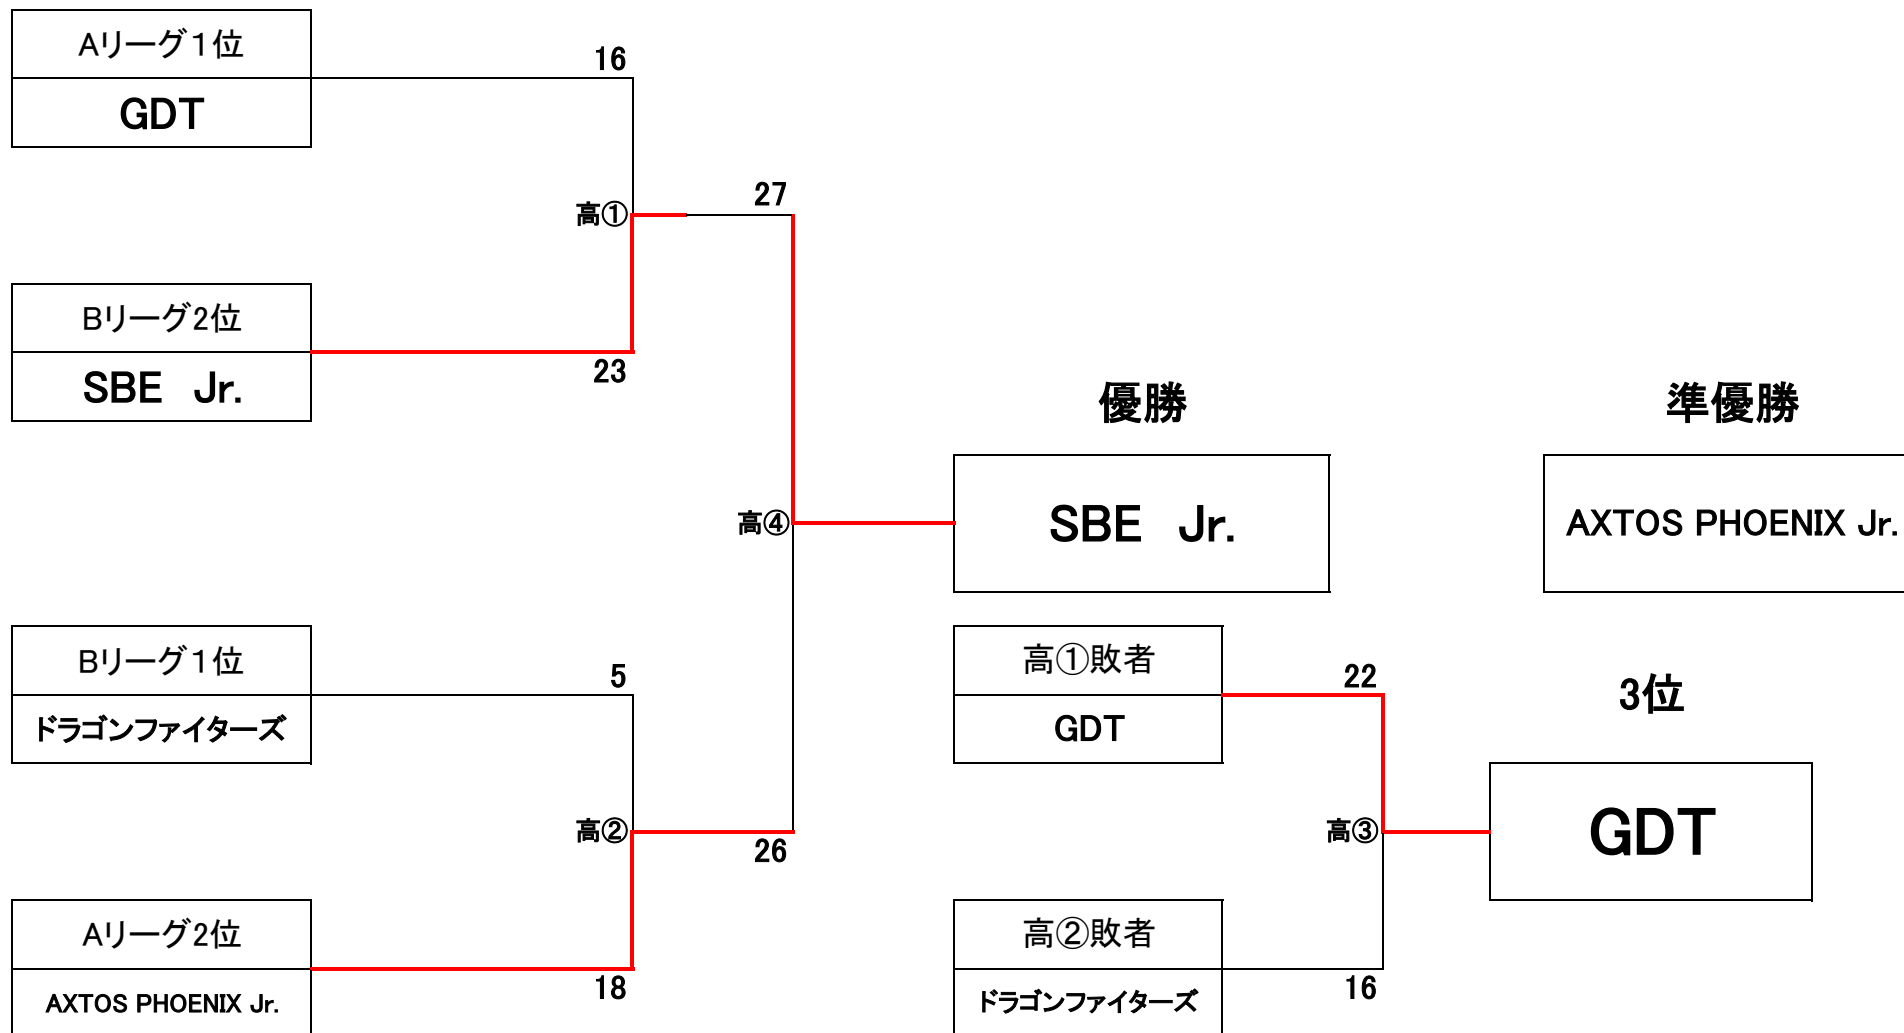 Aリーグ１位
16
GDT
27
高①
Bリーグ2位
23
SBE　Jr.
優勝
準優勝
高④
SBE　Jr.
AXTOS PHOENIX Jr.
Bリーグ１位
5
ドラゴンファイターズ
高①敗者
22
GDT
3位
高②
26
高③
GDT
Aリーグ2位
18
AXTOS PHOENIX Jr.
高②敗者
16
ドラゴンファイターズ